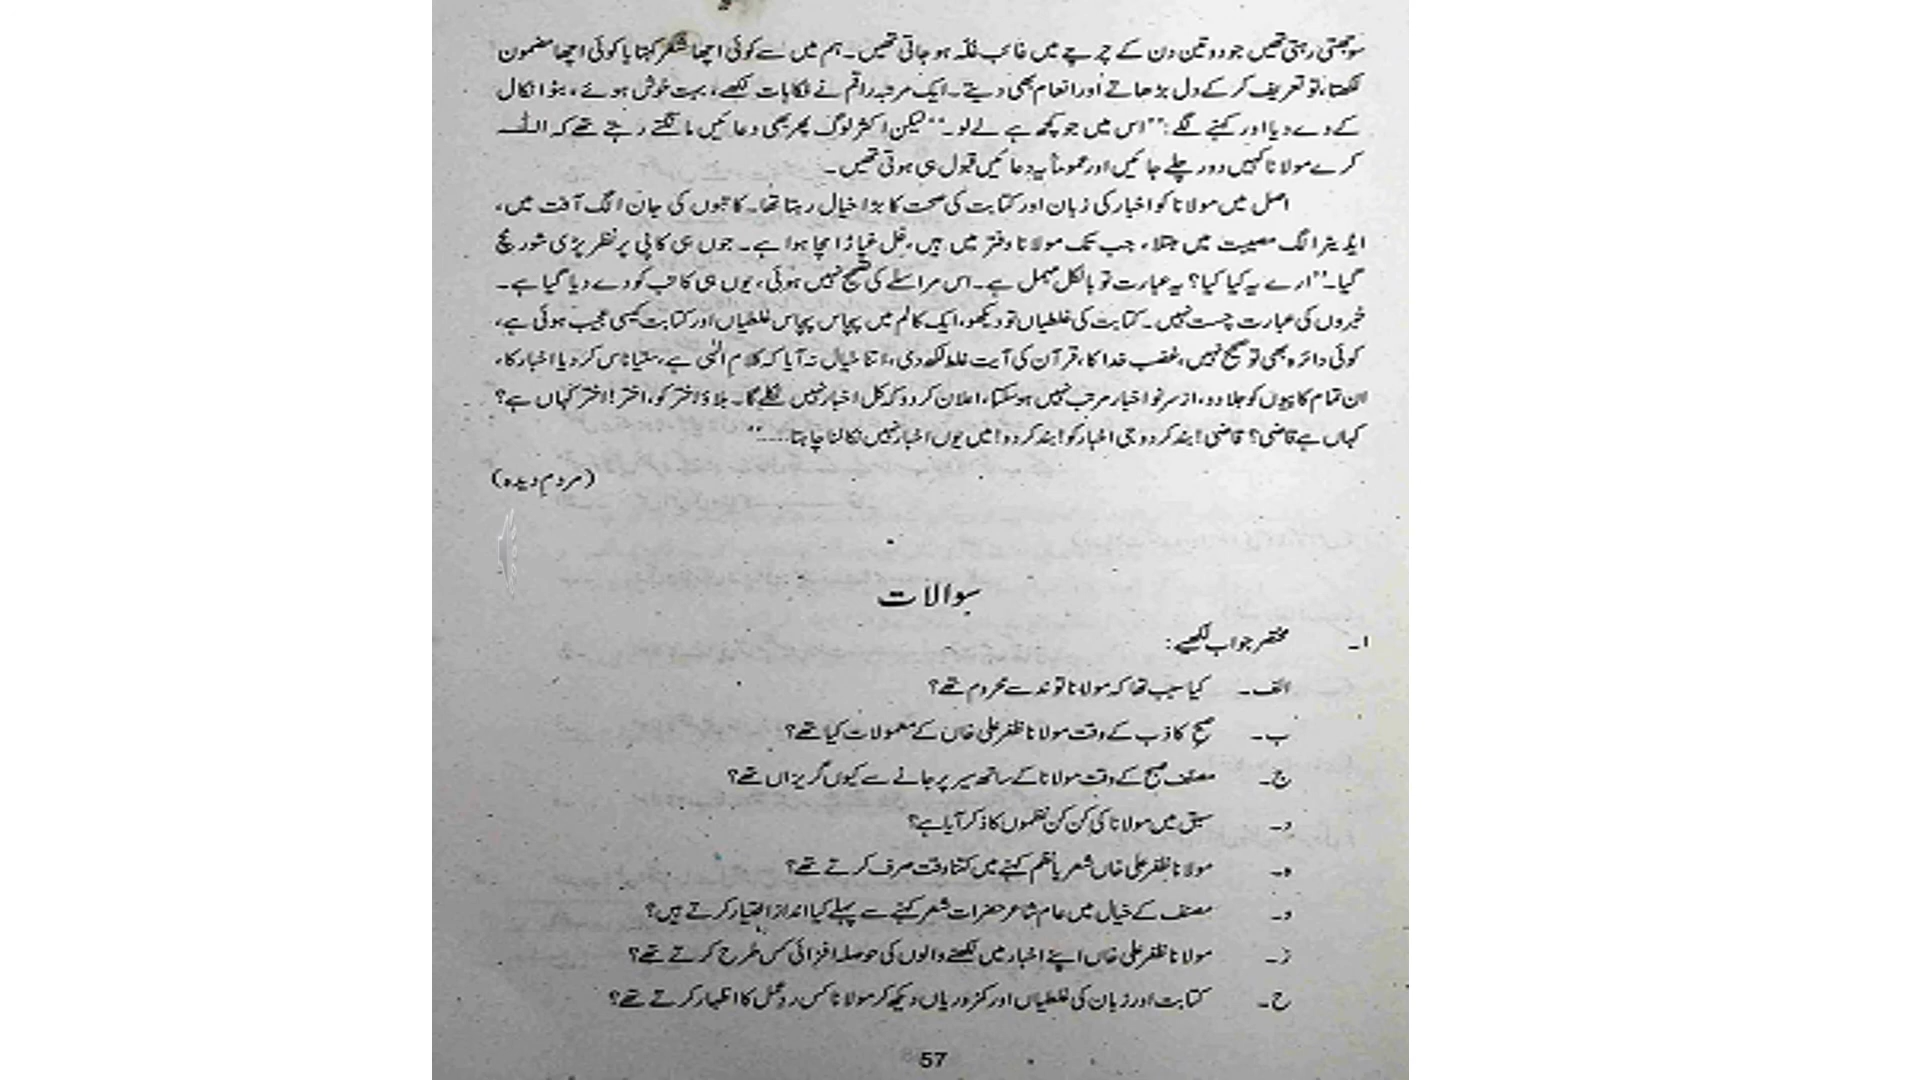 سوجھتی رہتی تھیں جو دو تین دن کے چرچے میں غائب غلّہ ہو جاتی تھیں۔ ہم میں سے کوئی اچھا شعر کہتا یا کوئی اچھا مضمون
لکھتا، تو تعریف کر کے دل بڑھاتے اور انعام بھی دیتے۔ ایک مرتبہ راقم نے فکاہات لکھے، بہت خوش ہوئے، بٹوا نکال
کے دے دیا اور کہنے لگے: ''اس میں جو کچھ ہے لے لو۔'' لیکن اکثر لوگ پھر بھی دعائیں مانگتے رہتے تھے کہ اللہ
کرے مولانا کہیں دور چلے جائیں اور عموماً یہ دعائیں قبول ہی ہوتی تھیں۔
اصل میں مولانا کو اخبار کی زبان اور کتابت کی صحت کا بڑا خیال رہتا تھا۔ کاتبوں کی جان الگ آفت میں،
ایڈیٹر الگ مصیبت میں مبتلا، جب تک مولانا دفتر میں ہیں، غل غپاڑا مچا ہوا ہے۔ جوں ہی کاپی پر نظر پڑی شور مچ
گیا۔ ''ارے یہ کیا کیا؟ یہ عبارت تو بالکل مہمل ہے۔ اس مراسلے کی تصحیح نہیں ہوئی، یوں ہی کاتب کو دے دیا گیا ہے۔
خبروں کی عبارت چست نہیں۔ کتابت کی غلطیاں تو دیکھو، ایک کالم میں پچاس پچاس غلطیاں اور کتابت کیسی عجیب ہوئی ہے،
کوئی دائرہ بھی تو صحیح نہیں، غضب خدا کا، قرآن کی آیت غلط لکھ دی، اتنا خیال نہ آیا کہ کلامِ الٰہی ہے، ستیاناس کر دیا اخبار کا،
ان تمام کاپیوں کو جلا دو، ازسرِنو اخبار مرتب نہیں ہو سکتا، اعلان کر دو کہ کل اخبار نہیں نکلے گا۔ بلاؤ اختر کو، اختر! اختر کہاں ہے؟
کہاں ہے قاضی؟ قاضی! بند کر دو جی اخبار کو! بند کر دو! میں یوں اخبار نہیں نکالنا چاہتا.....''
(مردمِ دیدہ)
سوالات
۱۔ مختصر جواب لکھیے:
الف۔ کیا سبب تھا کہ مولانا توند سے محروم تھے؟
ب۔ صبحِ کاذب کے وقت مولانا ظفر علی خاں کے معمولات کیا تھے؟
ج۔ مصنف صبح کے وقت مولانا کے ساتھ سیر پر جانے سے کیوں گریزاں تھے؟
د۔ سبق میں مولانا کی کن کن نظموں کا ذکر آیا ہے؟
ہ۔ مولانا ظفر علی خاں شعر یا نظم کہنے میں کتنا وقت صرف کرتے تھے؟
و۔ مصنف کے خیال میں عام شاعر حضرات شعر کہنے سے پہلے کیا انداز اختیار کرتے ہیں؟
ز۔ مولانا ظفر علی خاں اپنے اخبار میں لکھنے والوں کی حوصلہ افزائی کس طرح کرتے تھے؟
ح۔ کتابت اور زبان کی غلطیاں اور کمزوریاں دیکھ کر مولانا کس ردِ عمل کا اظہار کرتے تھے؟
57